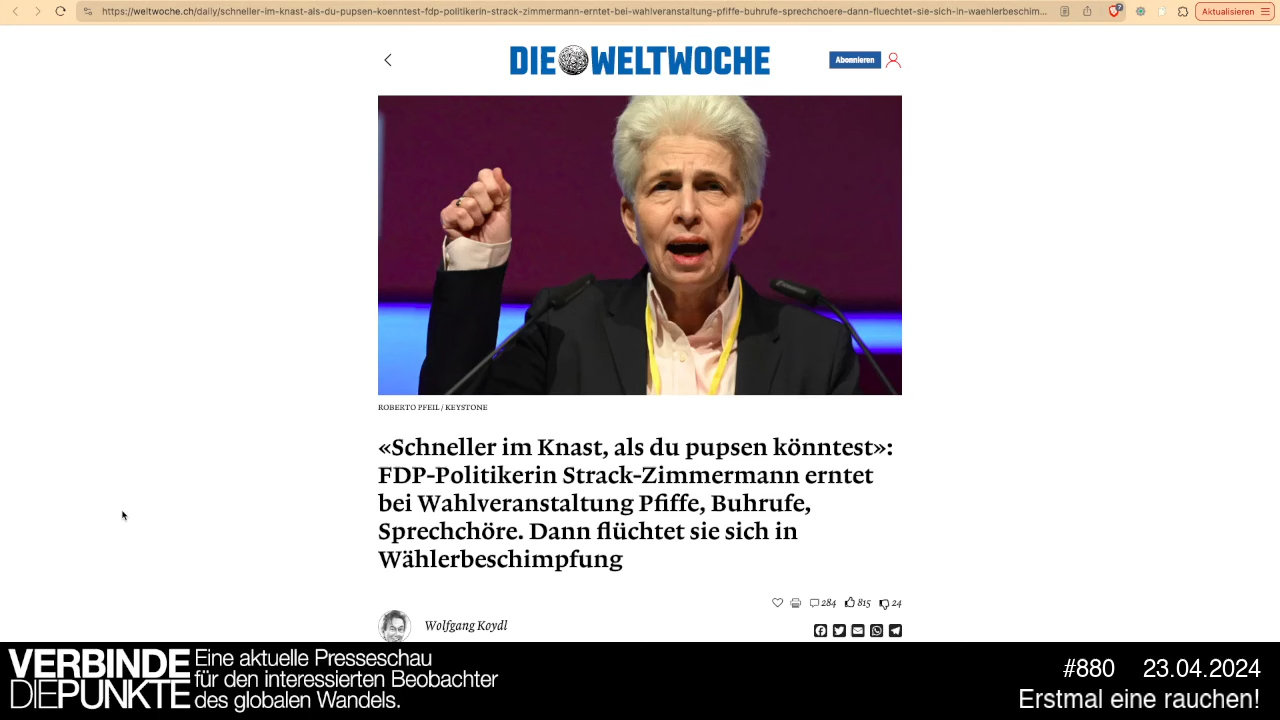 https://weltwoche.ch/daily/schneller-im-knast-als-du-pupsen-koenntest-fdp-politikerin-strack-zimmermann-erntet-bei-wahlveranstaltung-pfiffe-buhrufe-sprechchoere-dann-fluechtet-sie-sich-in-waehlerbeschim...
Aktualisieren
DIE WELTWOCHE
Abonnieren
ROBERTO PFEIL / KEYSTONE
«Schneller im Knast, als du pupsen könntest»:
FDP-Politikerin Strack-Zimmermann erntet
bei Wahlveranstaltung Pfiffe, Buhrufe,
Sprechchöre. Dann flüchtet sie sich in
Wählerbeschimpfung
284 815 24
Wolfgang Koydl
VERBINDE
DIEPUNKTE
Eine aktuelle Presseschau
für den interessierten Beobachter
des globalen Wandels.
#880 23.04.2024
Erstmal eine rauchen!